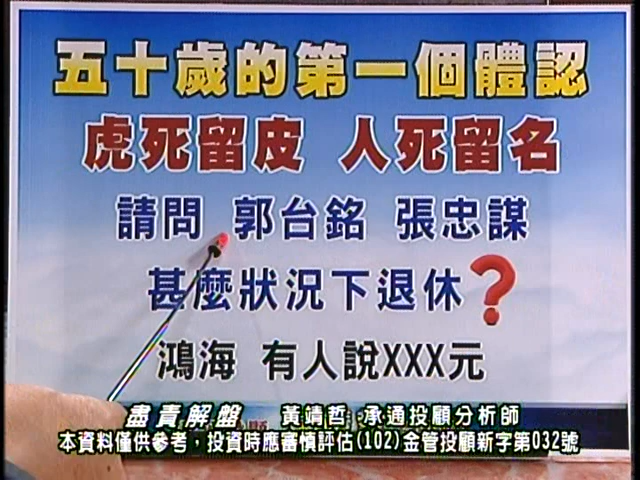 五十歲的第一個體認
虎死留皮 人死留名
請問 郭台銘 張忠謀
甚麼狀況下退休?
鴻海 有人說XXX元
盡責解盤 黃靖哲 承通投顧分析師
本資料僅供參考，投資時應審慎評估(102)金管投顧新字第032號